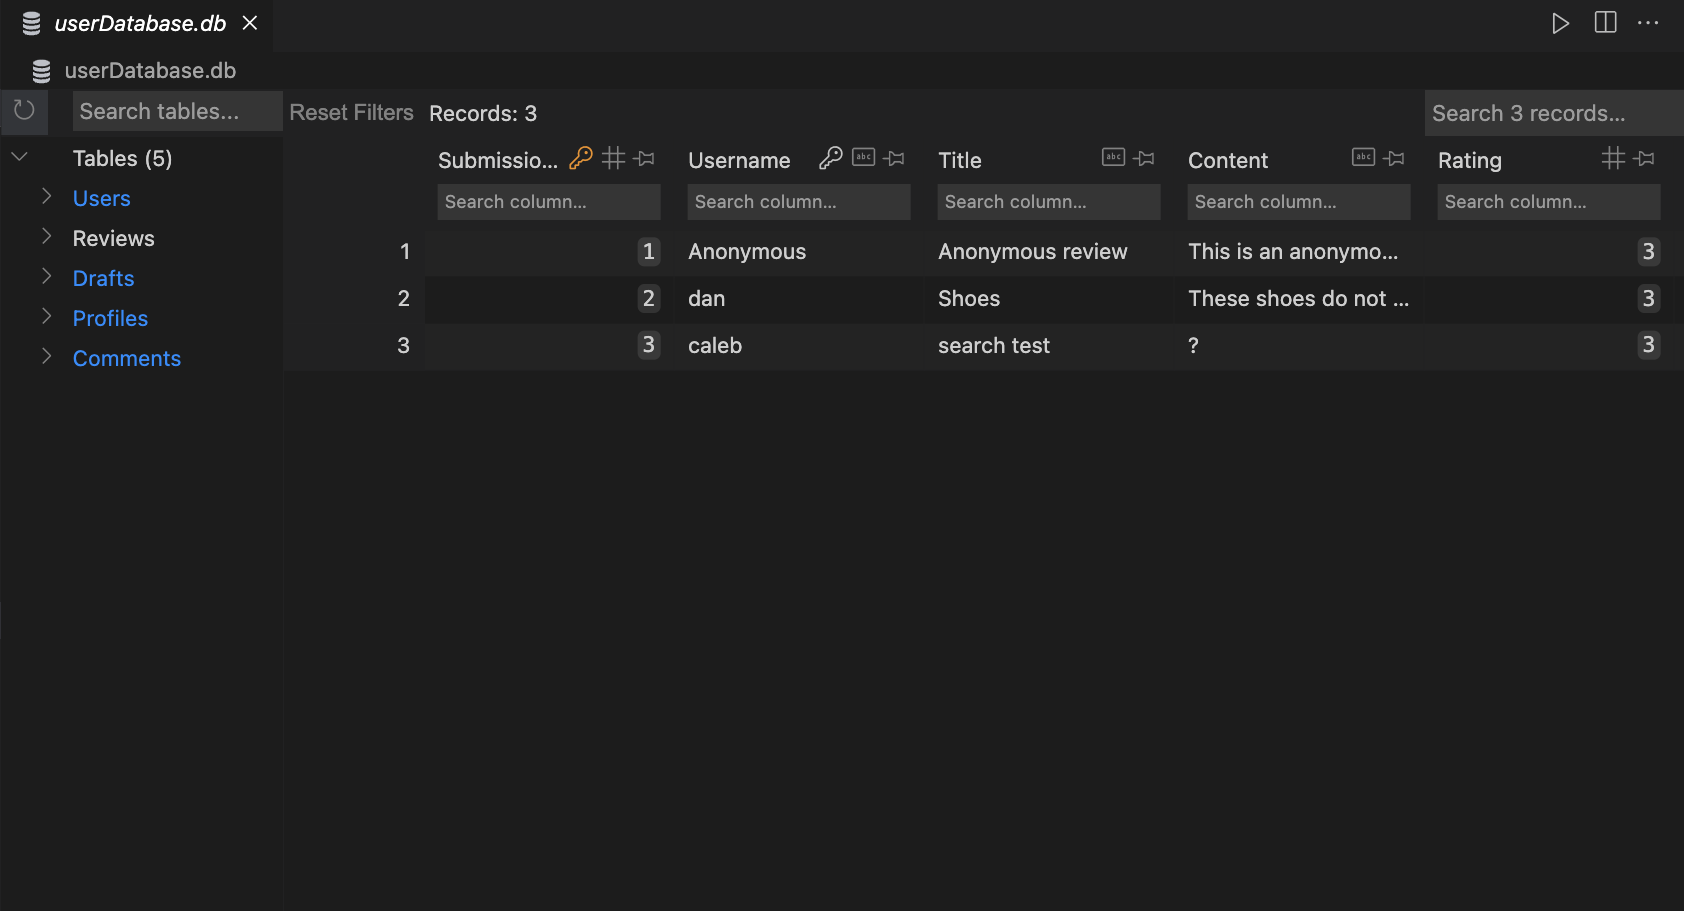 userDatabase.db
userDatabase.db
Search tables... Reset Filters Records: 3 Search 3 records...
Tables (5)
Users
Reviews
Drafts
Profiles
Comments
Submissio... Username abc Title abc Content abc Rating
Search column... Search column... Search column... Search column... Search column...
1 1 Anonymous Anonymous review This is an anonymo... 3
2 2 dan Shoes These shoes do not ... 3
3 3 caleb search test ? 3